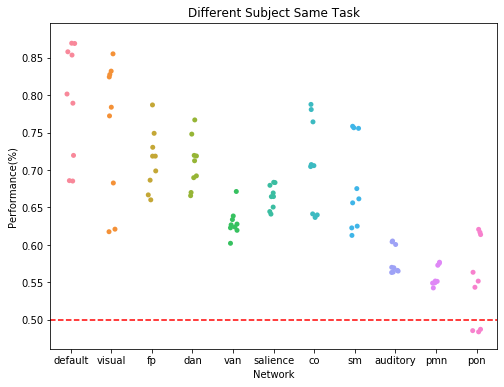 Different Subject Same Task
Performance(%)
0.85
0.80
0.75
0.70
0.65
0.60
0.55
0.50
default visual fp dan van salience co sm auditory pmn pon
Network